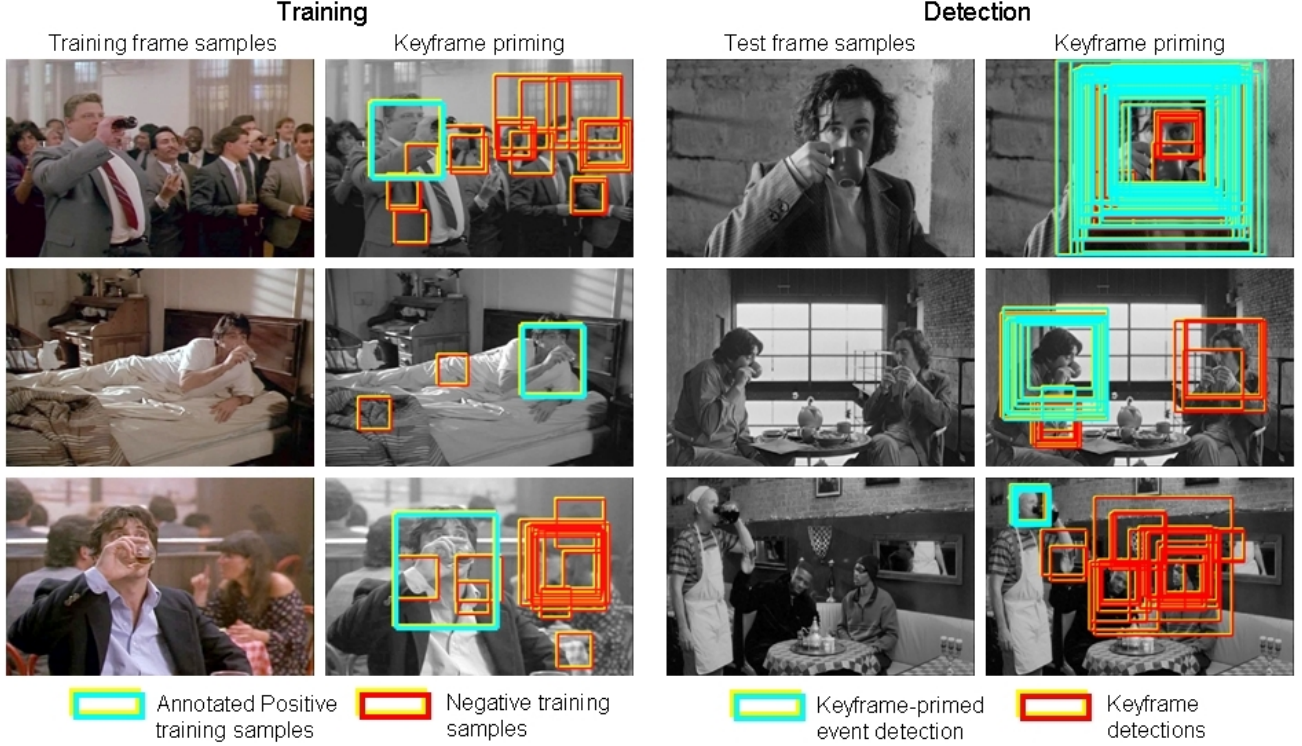 Training
Detection
Training frame samples
Keyframe priming
Test frame samples
Keyframe priming
Annotated Positive
training samples
Negative training
samples
Keyframe-primed
event detection
Keyframe
detections